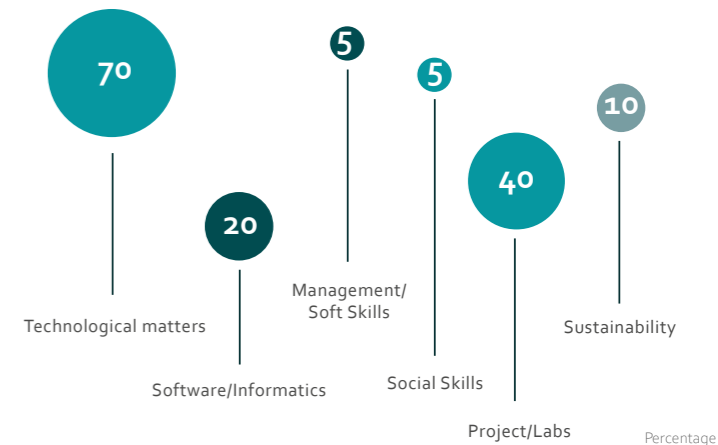 70
Technological matters
20
Software/Informatics
5
Management/
Soft Skills
5
Social Skills
40
Project/Labs
10
Sustainability
Percentage